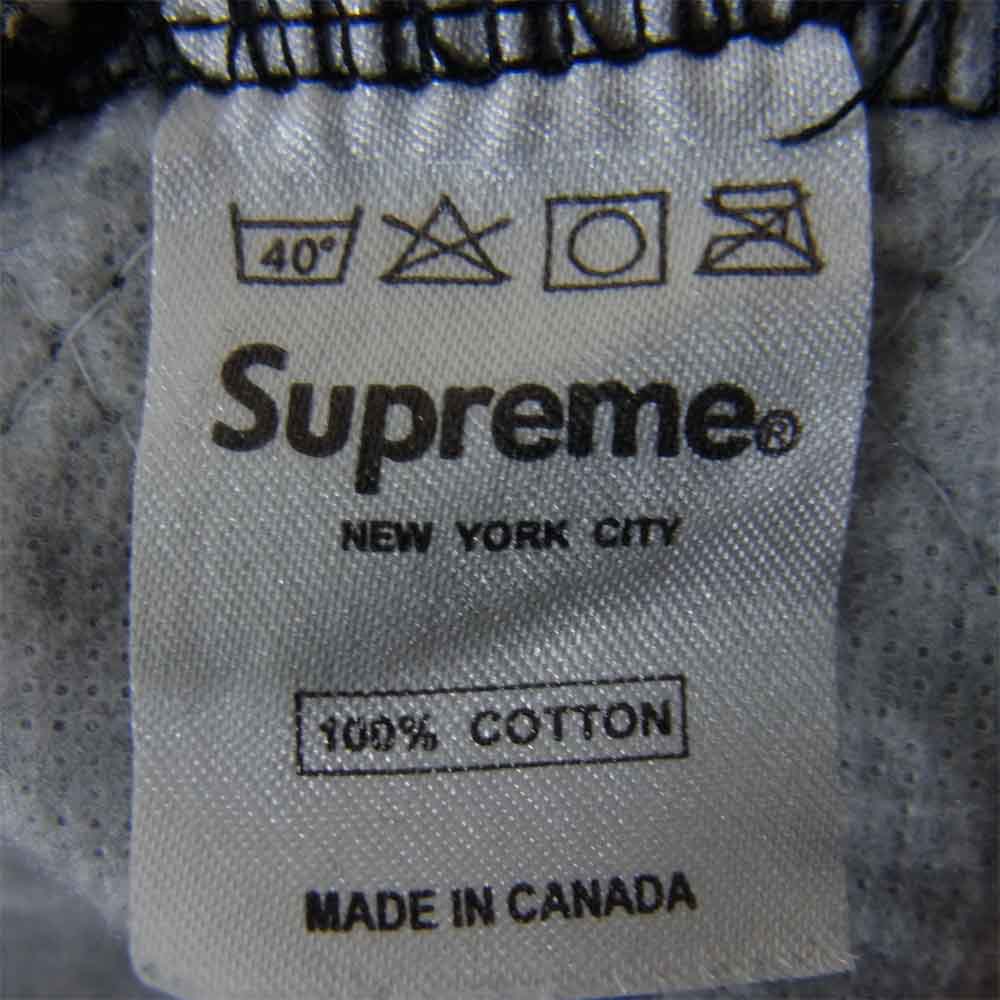 40°
Supreme®
NEW YORK CITY
100% COTTON
MADE IN CANADA